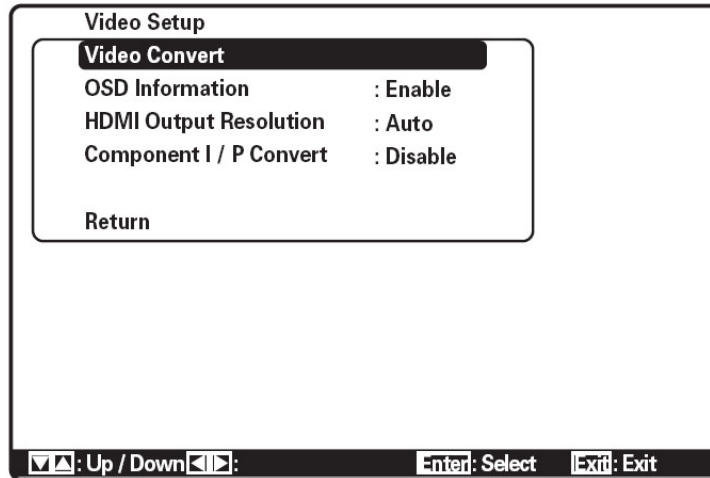 Video Setup
Video Convert
OSD Information : Enable
HDMI Output Resolution : Auto
Component I / P Convert : Disable
Return
▼▲: Up / Down◀▶: Enter: Select Exit: Exit